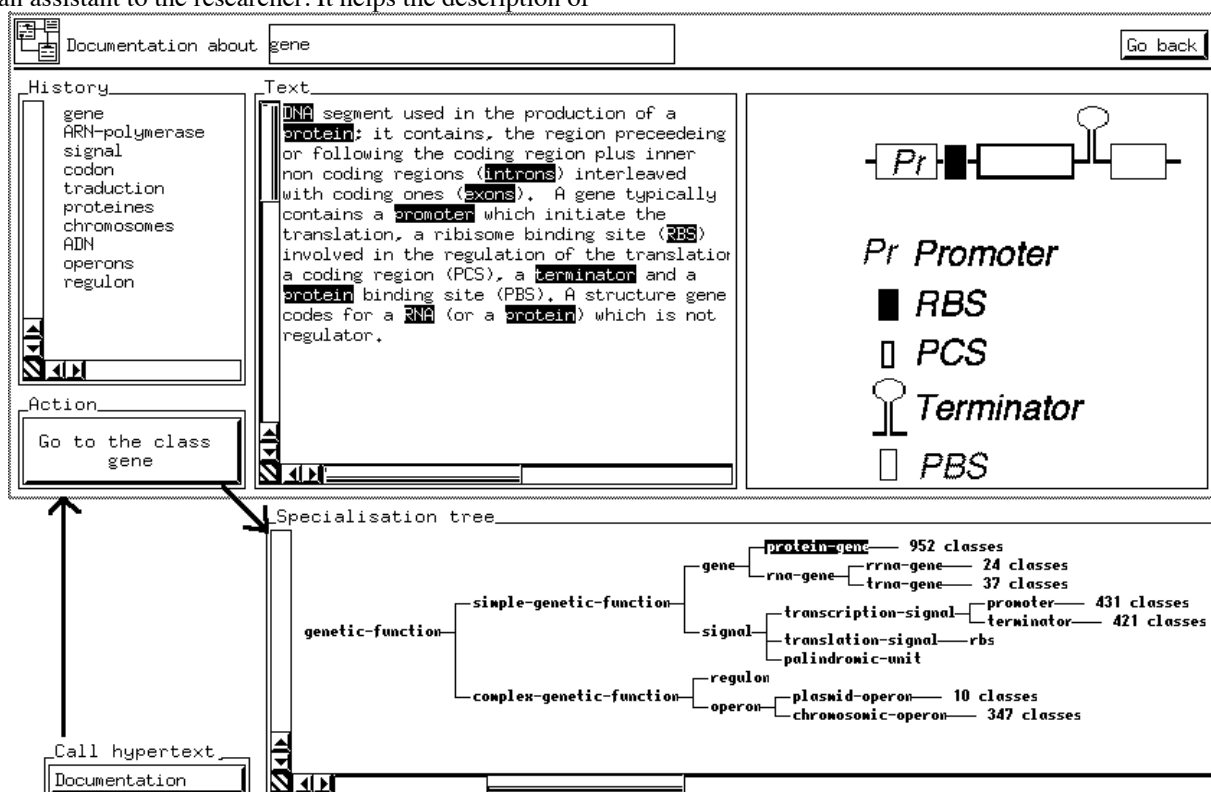 an assistant to the researcher. It helps the description of
Documentation about gene
Go back
History
gene
ARN-polymerase
signal
codon
traduction
proteines
chromosomes
ADN
operons
regulon
Action
Go to the class
gene
Text
DNA segment used in the production of a
protein; it contains, the region preceedeing
or following the coding region plus inner
non coding regions (introns) interleaved
with coding ones (exons). A gene typically
contains a promoter which initiate the
translation, a ribisome binding site (RBS)
involved in the regulation of the translation
a coding region (PCS), a terminator and a
protein binding site (PBS). A structure gene
codes for a RNA (or a protein) which is not
regulator.
Pr
Pr Promoter
RBS
PCS
Terminator
PBS
Specialisation tree
protein-gene 952 classes
gene
rna-gene rrna-gene 24 classes
trna-gene 37 classes
simple-genetic-function
transcription-signal promoter 431 classes
terminator 421 classes
genetic-function
signal translation-signal rbs
palindromic-unit
regulon
complex-genetic-function
operon plasmid-operon 10 classes
chromosomic-operon 347 classes
Call hypertext
Documentation